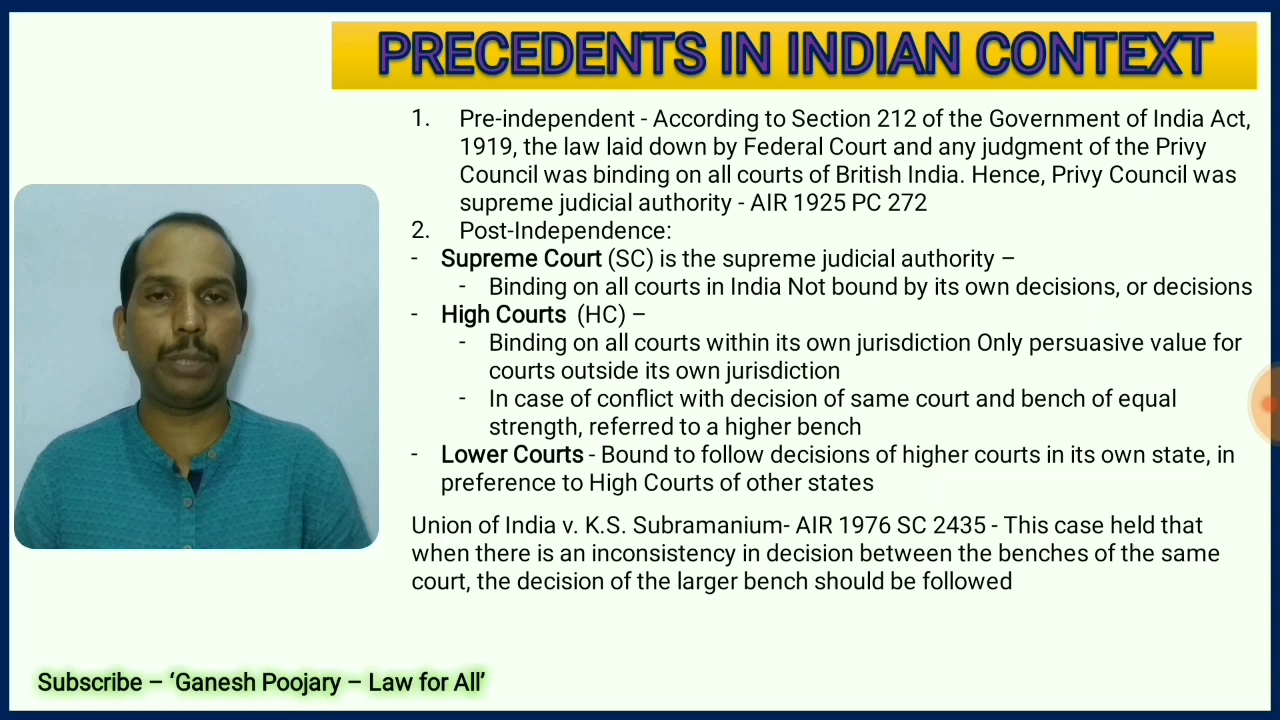 PRECEDENTS IN INDIAN CONTEXT
1. Pre-independent - According to Section 212 of the Government of India Act,
1919, the law laid down by Federal Court and any judgment of the Privy
Council was binding on all courts of British India. Hence, Privy Council was
supreme judicial authority - AIR 1925 PC 272
2. Post-Independence:
- Supreme Court (SC) is the supreme judicial authority –
- Binding on all courts in India Not bound by its own decisions, or decisions
- High Courts (HC) –
- Binding on all courts within its own jurisdiction Only persuasive value for
courts outside its own jurisdiction
- In case of conflict with decision of same court and bench of equal
strength, referred to a higher bench
- Lower Courts - Bound to follow decisions of higher courts in its own state, in
preference to High Courts of other states
Union of India v. K.S. Subramanium- AIR 1976 SC 2435 - This case held that
when there is an inconsistency in decision between the benches of the same
court, the decision of the larger bench should be followed
Subscribe – ‘Ganesh Poojary – Law for All’